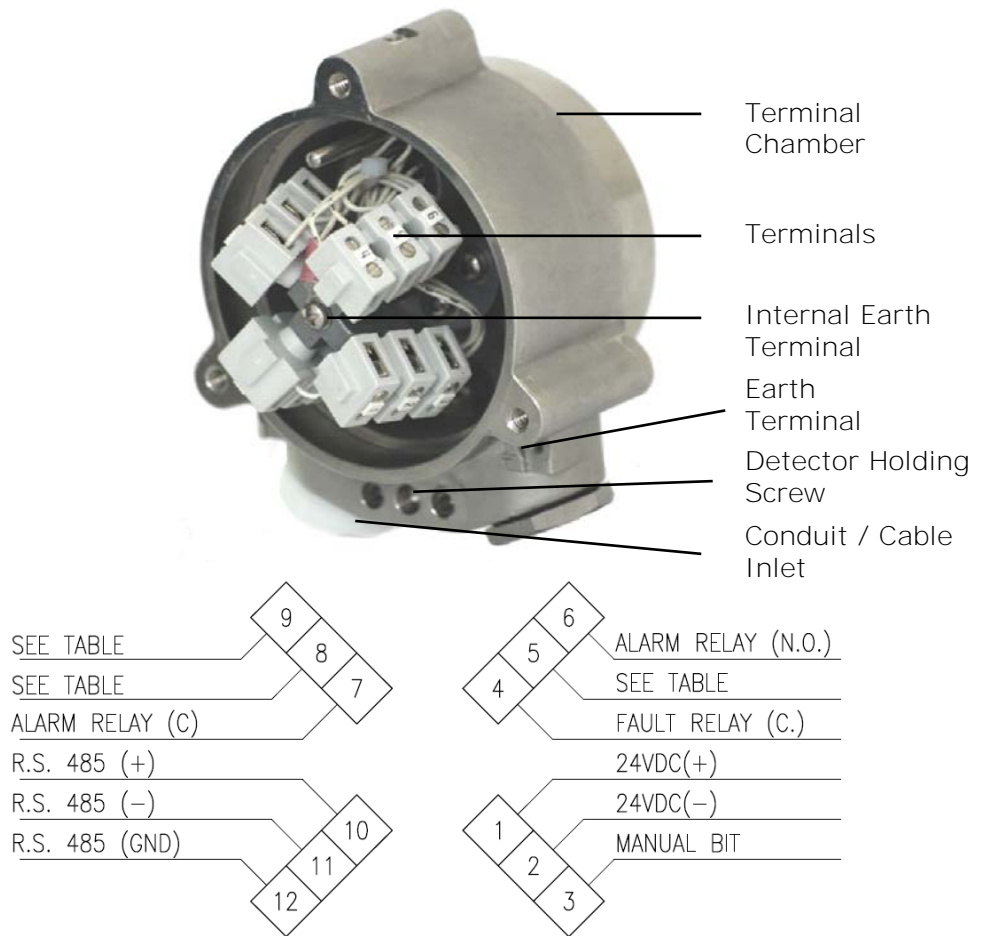 Terminal
Chamber
Terminals
Internal Earth
Terminal
Earth
Terminal
Detector Holding
Screw
Conduit / Cable
Inlet
4
6
9
8
7
SEE TABLE
SEE TABLE
ALARM RELAY (C)
R.S. 485 (+)
R.S. 485 (–)
R.S. 485 (GND)
10
11
12
6
5
4
ALARM RELAY (N.O.)
SEE TABLE
FAULT RELAY (C.)
24VDC(+)
24VDC(–)
MANUAL BIT
1
2
3